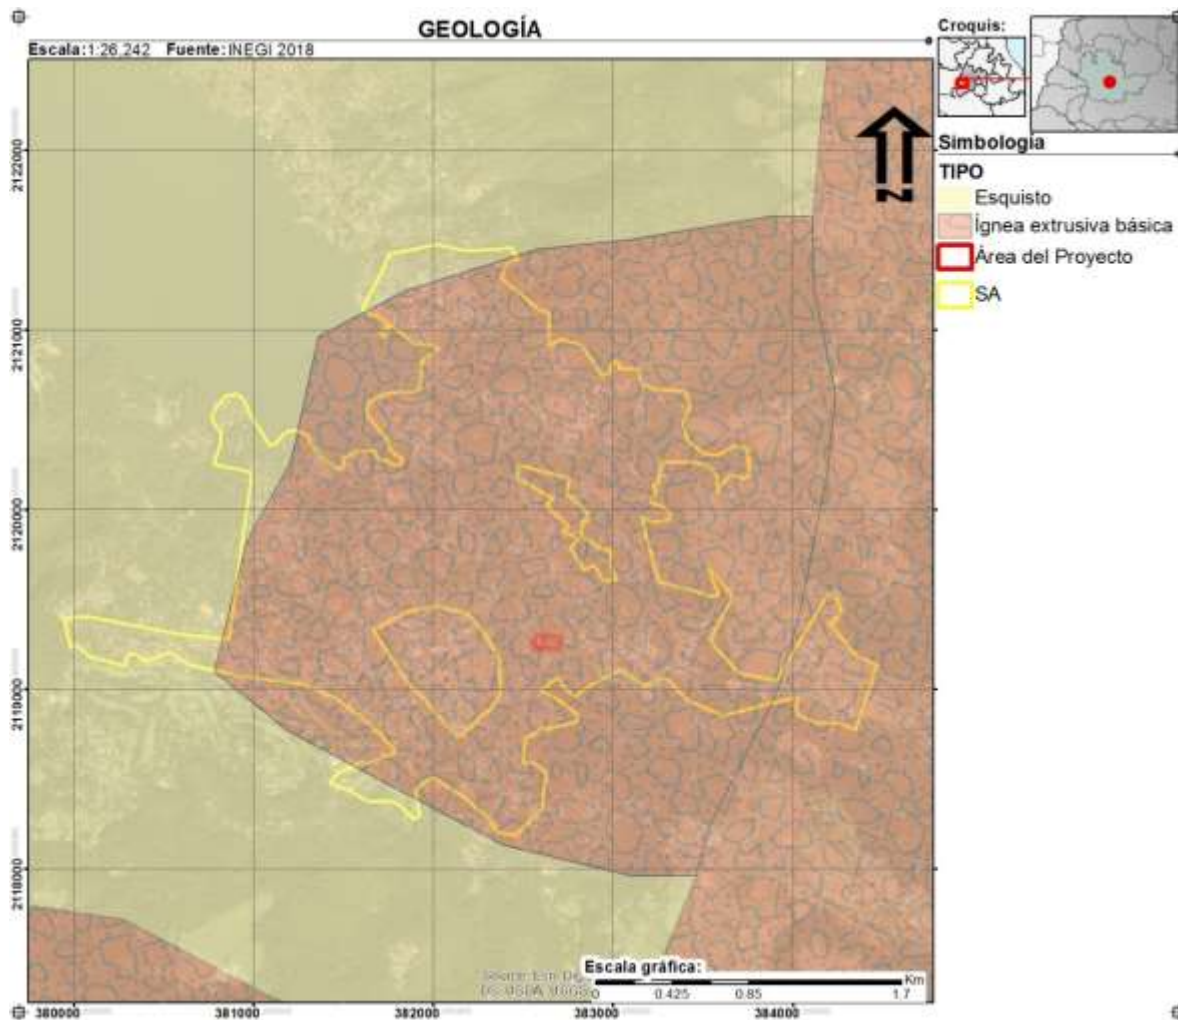 GEOLOGÍA
Escala: 1:26,242 Fuente: INEGI 2018
Croquis:
N
Simbología
TIPO
Esquisto
Ígnea extrusiva básica
Área del Proyecto
SA
2122000
2121000
2120000
2119000
2118000
Escala gráfica:
Km
0 0.425 0.85 1.7
380000 381000 382000 383000 384000